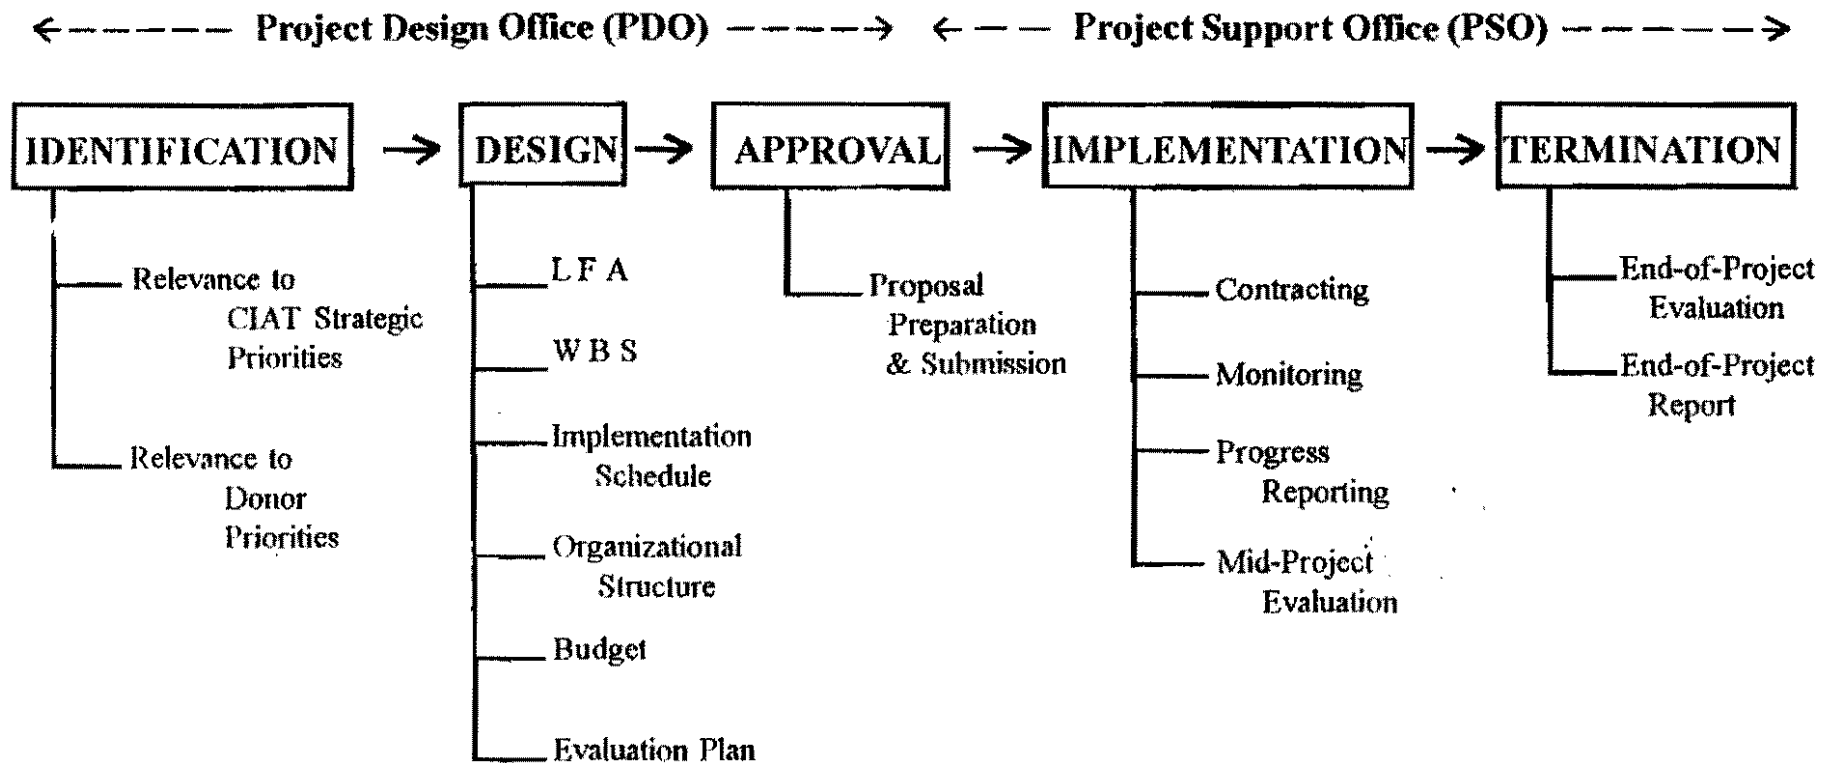 Project Design Office (PDO)
Project Support Office (PSO)
IDENTIFICATION
DESIGN
APPROVAL
IMPLEMENTATION
TERMINATION
Relevance to
CIAT Strategic
Priorities
Relevance to
Donor
Priorities
L F A
W B S
Implementation
Schedule
Organizational
Structure
Budget
Evaluation Plan
Proposal
Preparation
& Submission
Contracting
Monitoring
Progress
Reporting
Mid-Project
Evaluation
End-of-Project
Evaluation
End-of-Project
Report